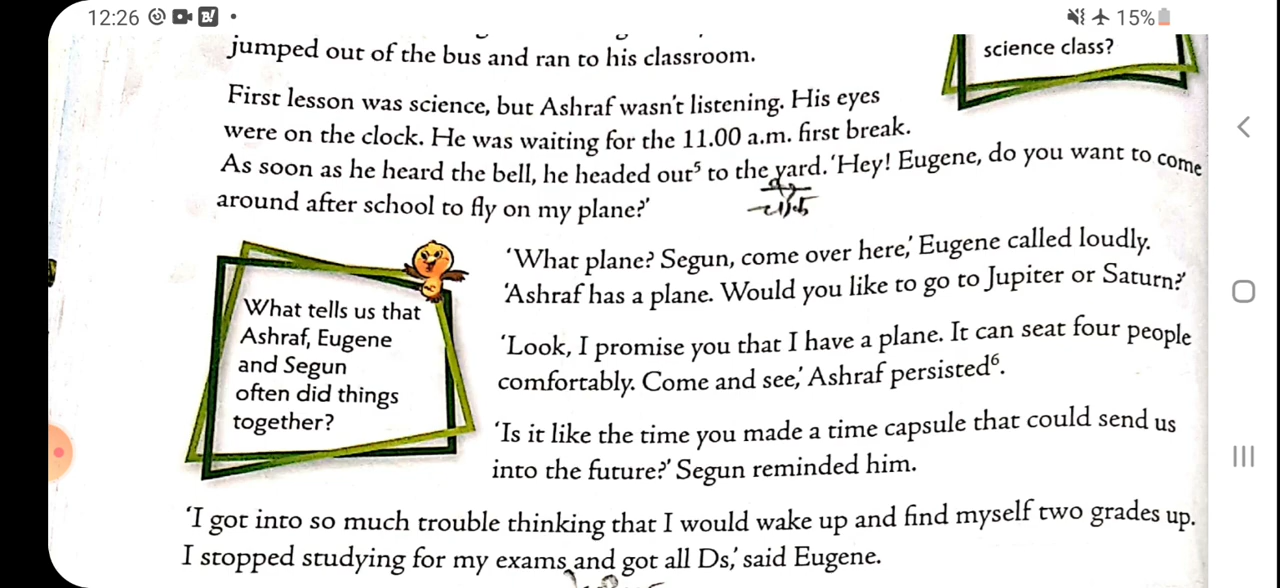 12:26
15%
jumped out of the bus and ran to his classroom.
science class?
First lesson was science, but Ashraf wasn't listening. His eyes
were on the clock. He was waiting for the 11.00 a.m. first break.
As soon as he heard the bell, he headed out⁵ to the yard. 'Hey! Eugene, do you want to come
around after school to fly on my plane?'
'What plane? Segun, come over here,' Eugene called loudly.
'Ashraf has a plane. Would you like to go to Jupiter or Saturn?'
What tells us that
Ashraf, Eugene
and Segun
often did things
together?
'Look, I promise you that I have a plane. It can seat four people
comfortably. Come and see,' Ashraf persisted⁶.
'Is it like the time you made a time capsule that could send us
into the future?' Segun reminded him.
'I got into so much trouble thinking that I would wake up and find myself two grades up.
I stopped studying for my exams and got all Ds,' said Eugene.